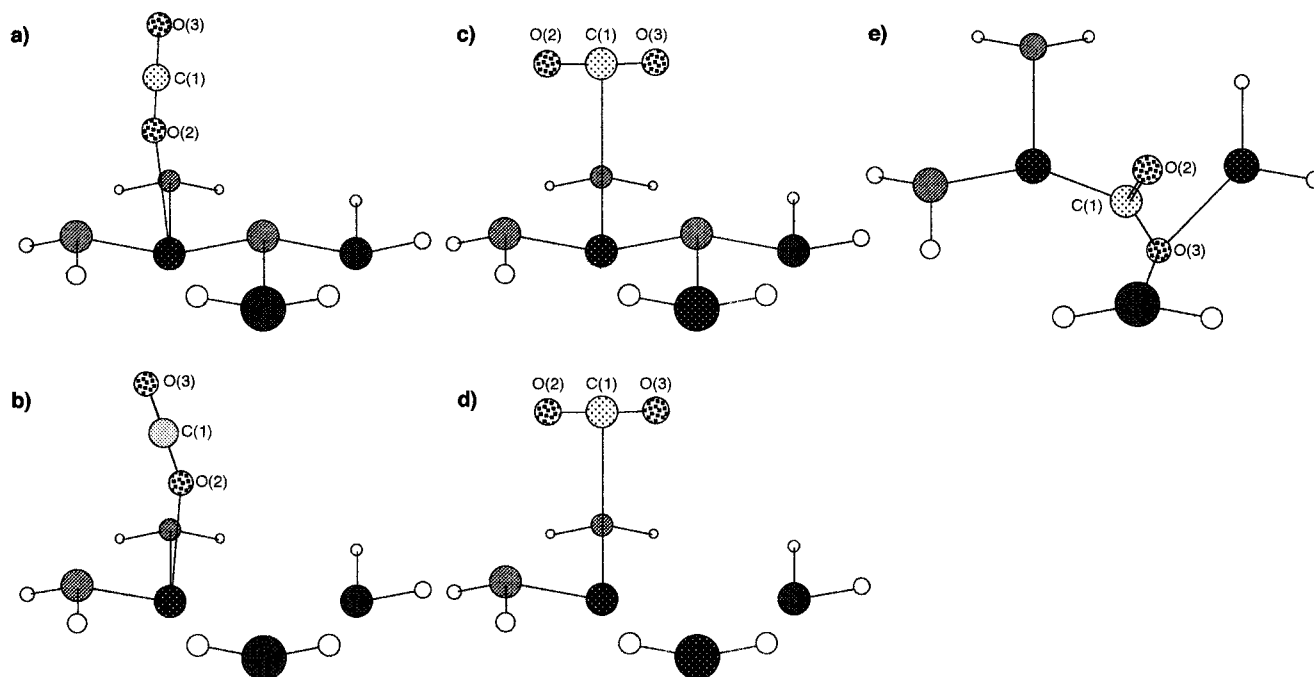 a)
O(3)
C(1)
O(2)
c)
O(2) C(1) O(3)
e)
O(2)
C(1)
O(3)
b)
O(3)
C(1)
O(2)
d)
O(2) C(1) O(3)